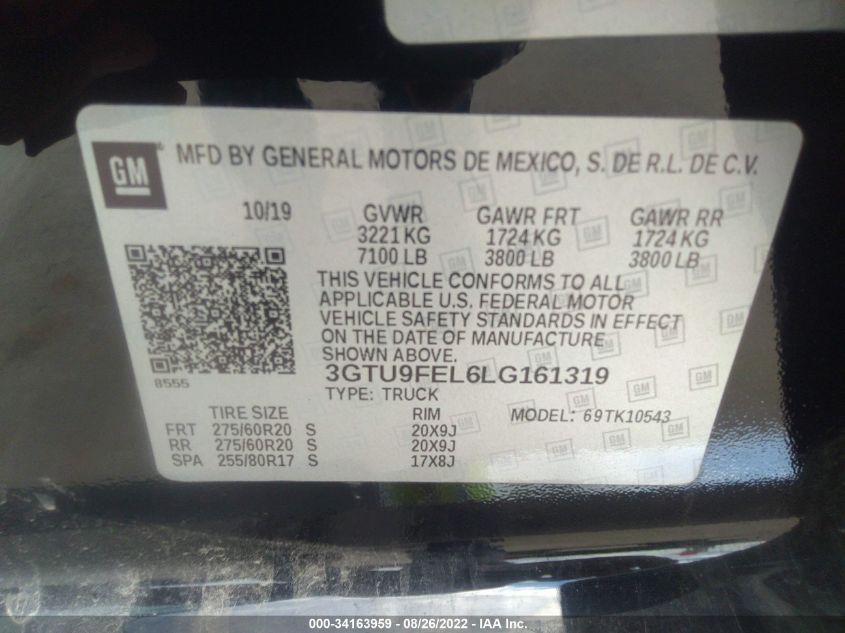 GM MFD BY GENERAL MOTORS DE MEXICO, S. DE R.L. DE C.V.
10/19 GVWR GAWR FRT GAWR RR
3221 KG 1724 KG 1724 KG
7100 LB 3800 LB 3800 LB
THIS VEHICLE CONFORMS TO ALL
APPLICABLE U.S. FEDERAL MOTOR
VEHICLE SAFETY STANDARDS IN EFFECT
ON THE DATE OF MANUFACTURE
SHOWN ABOVE.
8555
3GTU9FEL6LG161319
TYPE: TRUCK
TIRE SIZE RIM MODEL: 69TK10543
FRT 275/60R20 S 20X9J
RR 275/60R20 S 20X9J
SPA 255/80R17 S 17X8J
000-34163959 - 08/26/2022 - IAA Inc.